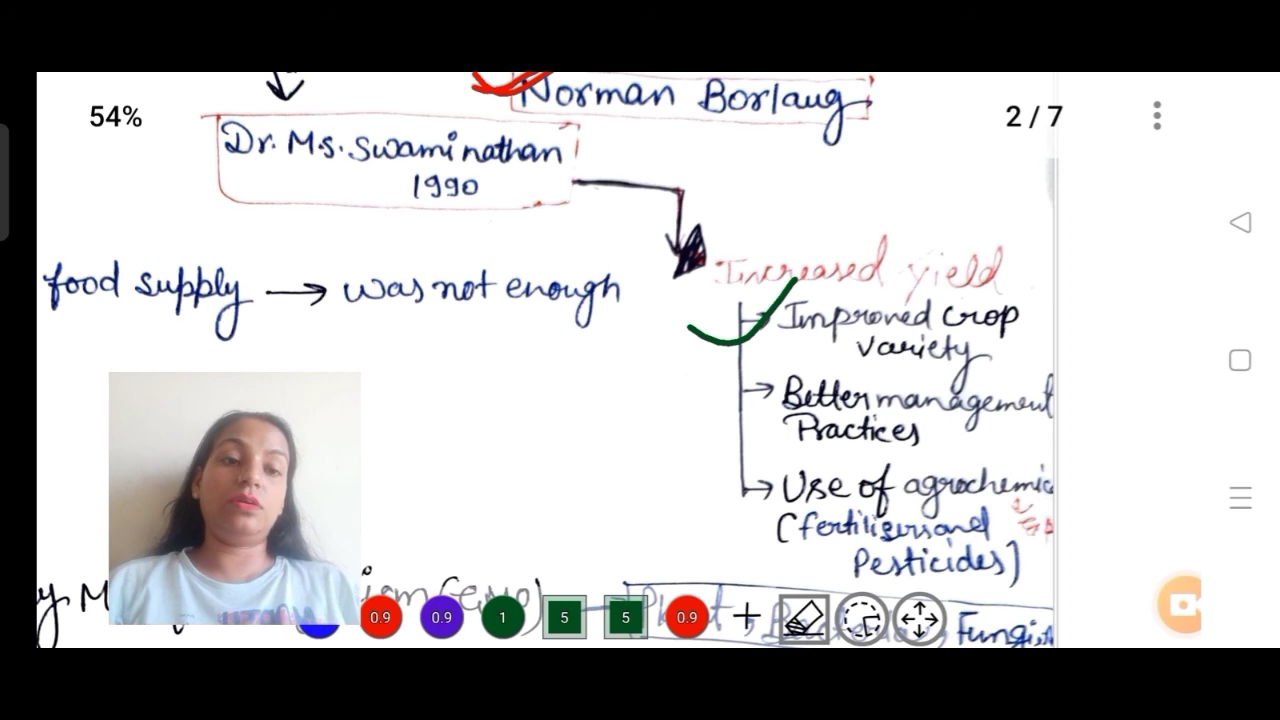 Norman Borlaug
54%
2 / 7
Dr. M.S. Swaminathan
1990
Increased yield
food supply → was not enough
→ Improved crop
variety
→ Better management
Practices
→ Use of agrochemic
(fertilisers and
Pesticides)
0.9
0.9
1
5
5
0.9
Fungi